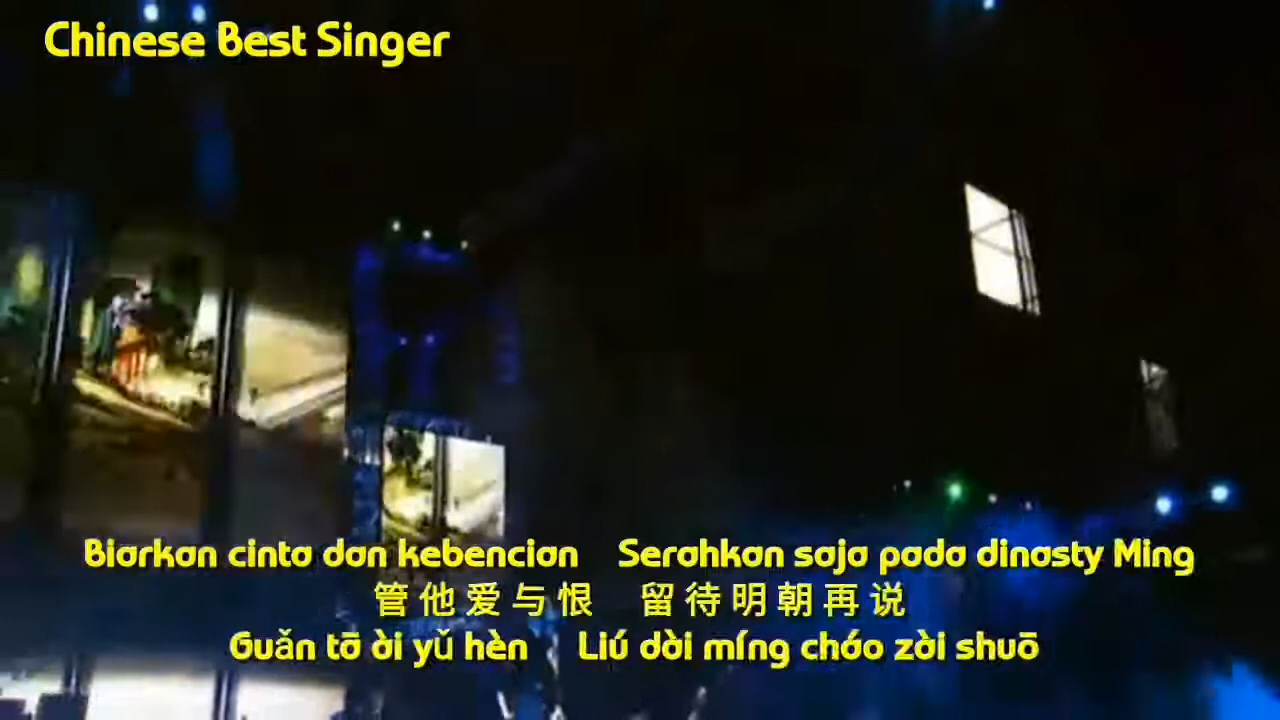 Chinese Best Singer
Biarkan cinta dan kebencian Serahkan saja pada dinasty Ming
管他爱与恨 留待明朝再说
Guǎn tā ài yǔ hèn Liú dài míng cháo zài shuō